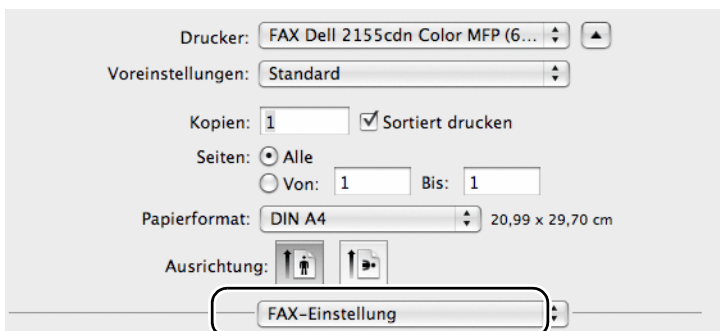 Drucker: FAX Dell 2155cdn Color MFP (6...
Voreinstellungen: Standard
Kopien: 1 Sortiert drucken
Seiten: Alle
Von: 1 Bis: 1
Papierformat: DIN A4 20,99 x 29,70 cm
Ausrichtung:
FAX-Einstellung